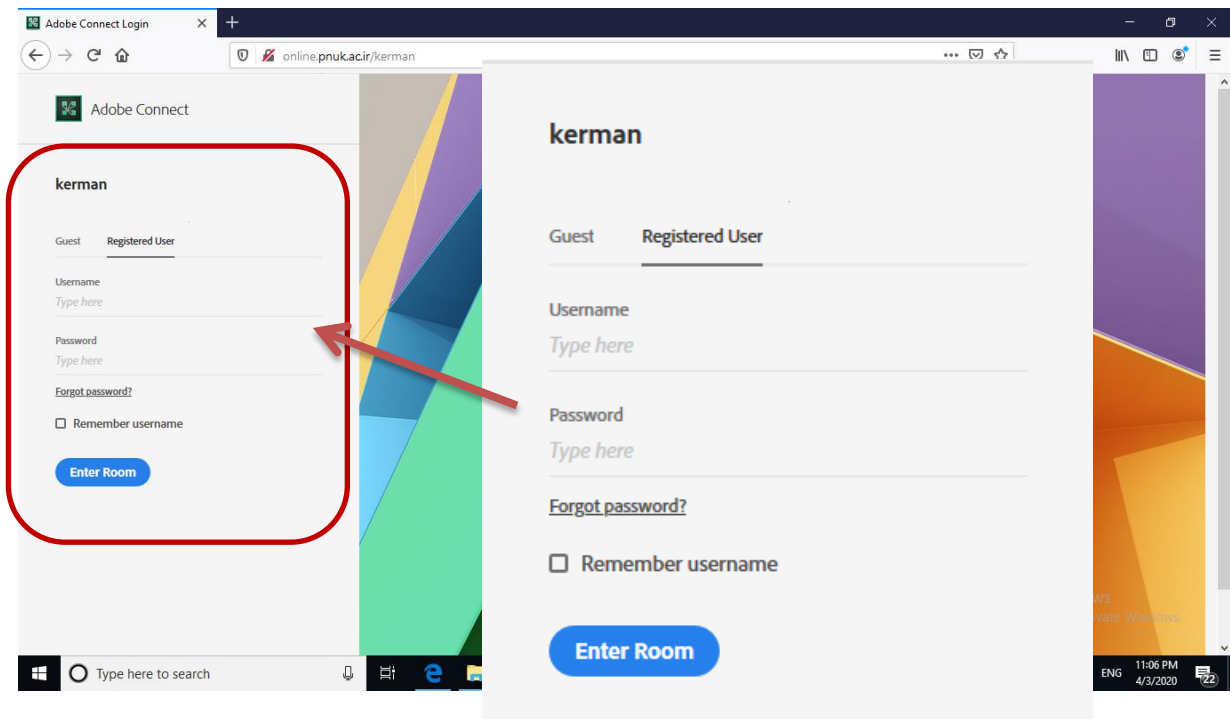 Adobe Connect Login
online.pnuk.ac.ir/kerman
Adobe Connect
kerman
Guest Registered User
Username
Type here
Password
Type here
Forgot password?
Remember username
Enter Room
kerman
Guest Registered User
Username
Type here
Password
Type here
Forgot password?
Remember username
Enter Room
Windows.
Type here to search
ENG
11:06 PM
4/3/2020
22